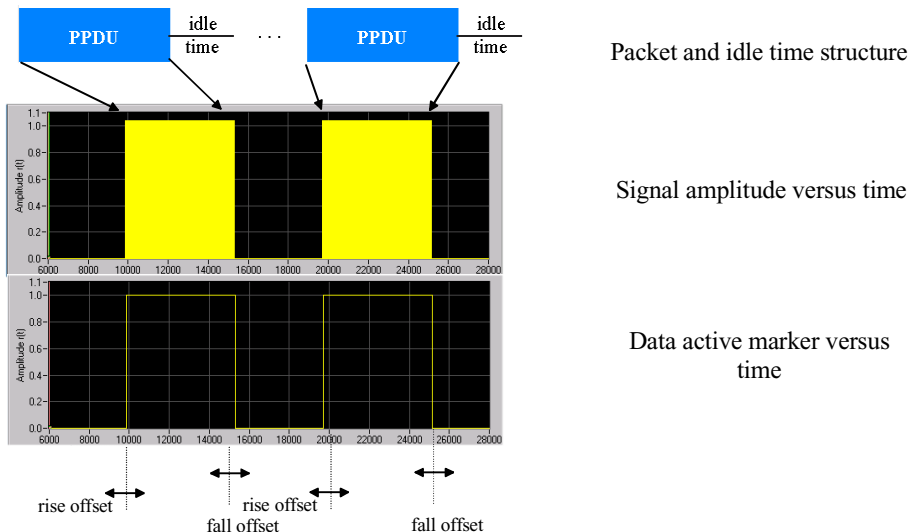 PPDU
idle
time
. . .
PPDU
idle
time
Packet and idle time structure
Amplitude r(t)
1.1
1.0
0.8
0.6
0.4
0.2
0.0
6000 8000 10000 12000 14000 16000 18000 20000 22000 24000 26000 28000
Signal amplitude versus time
Amplitude r(t)
1.1
1.0
0.8
0.6
0.4
0.2
0.0
6000 8000 10000 12000 14000 16000 18000 20000 22000 24000 26000 28000
Data active marker versus
time
rise offset
fall offset
rise offset
fall offset